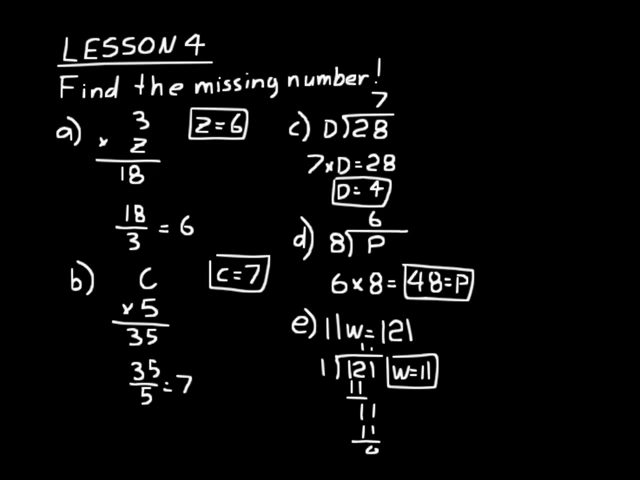 LESSON 4
Find the missing number!
a) 3
× Z
18
Z=6
18
3
= 6
b) C
× 5
35
C=7
35
5
= 7
7
c) D)28
7×D=28
D= 4
6
d) 8) P
6×8= 48=P
e) 11w=121
11
1) 121
w=11
11
11
11
0